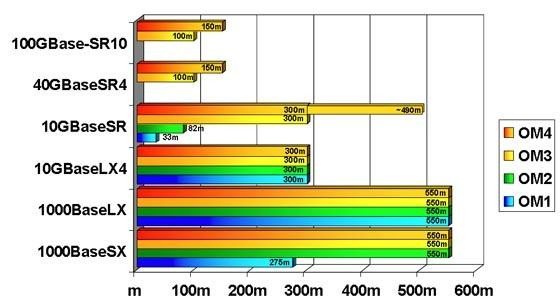 100GBase-SR10
150m
100m
40GBaseSR4
150m
100m
10GBaseSR
300m
~490m
300m
82m
33m
10GBaseLX4
300m
300m
300m
300m
1000BaseLX
550m
550m
550m
550m
1000BaseSX
550m
550m
550m
275m
m 100m 200m 300m 400m 500m 600m
OM4
OM3
OM2
OM1